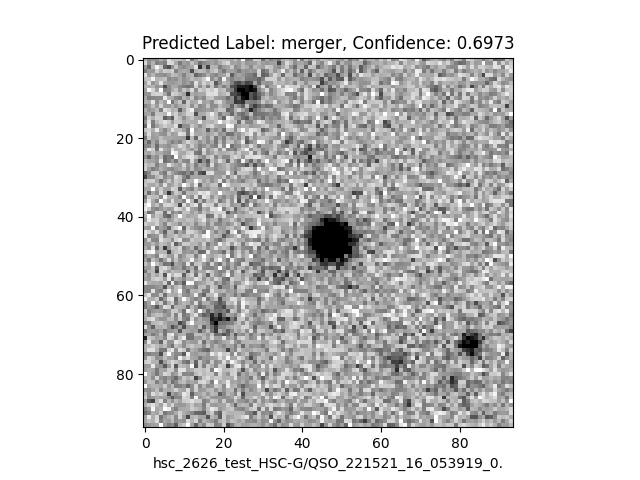 Predicted Label: merger, Confidence: 0.6973
0
20
40
60
80
0 20 40 60 80
hsc_2626_test_HSC-G/QSO_221521_16_053919_0.